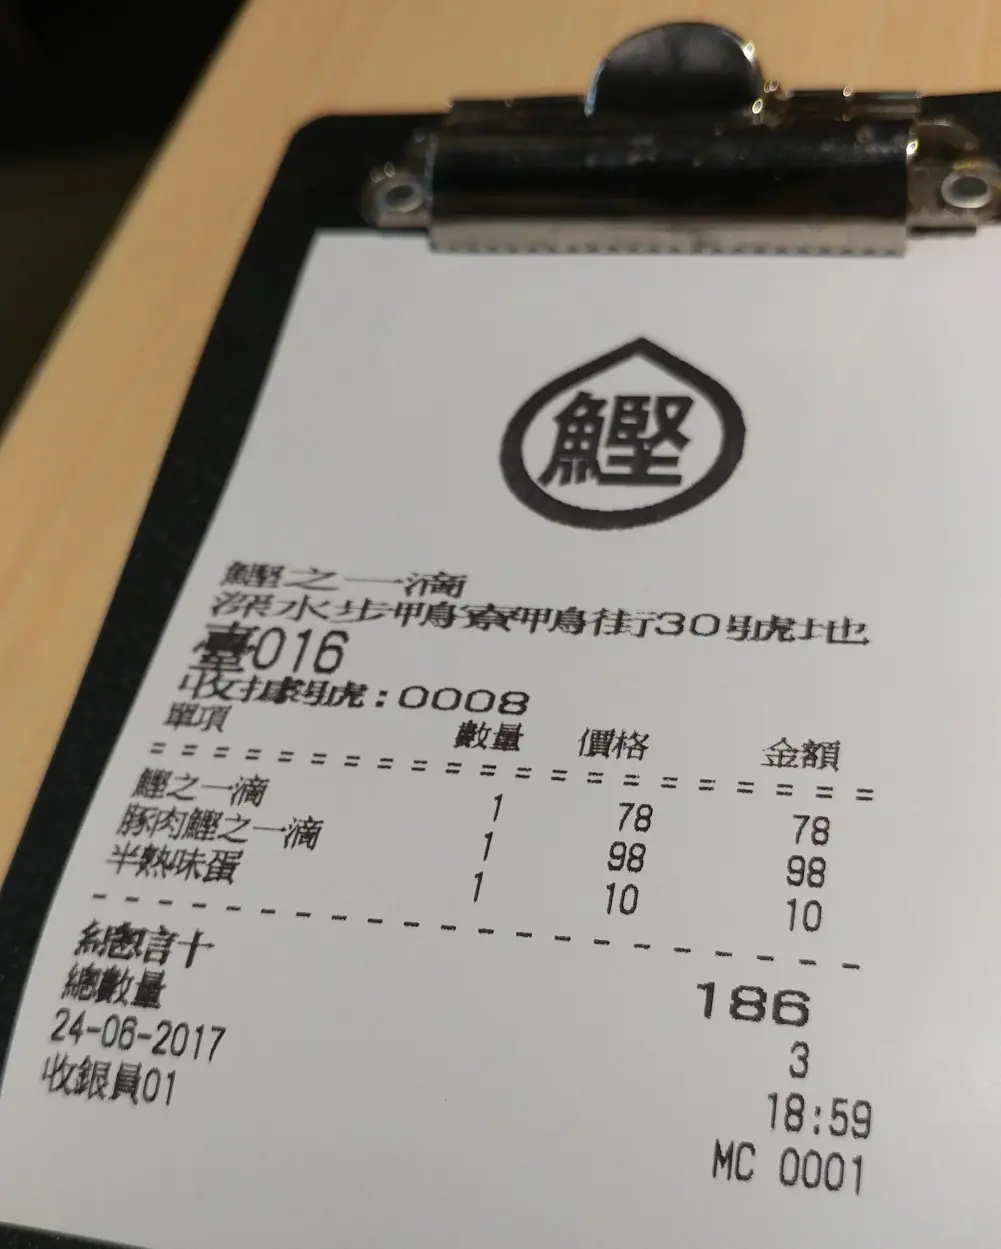 鰹
鰹之一滴
深水步鴨寮街30號地
臺016
收據號:0008
單項 數量 價格 金額
鰹之一滴 1 78 78
豚肉鰹之一滴 1 98 98
半熟味蛋 1 10 10
總計 186
總數量 3
24-06-2017 18:59
收銀員01 MC 0001